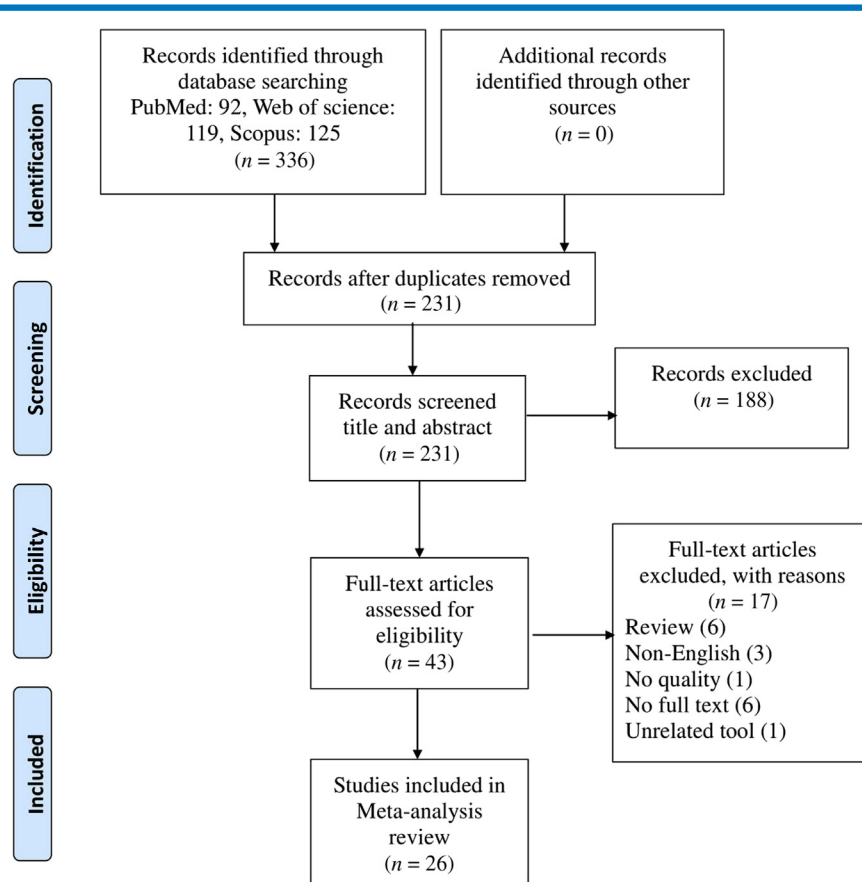 Identification
Records identified through
database searching
PubMed: 92, Web of science:
119, Scopus: 125
(n = 336)
Additional records
identified through other
sources
(n = 0)
Records after duplicates removed
(n = 231)
Screening
Records screened
title and abstract
(n = 231)
Records excluded
(n = 188)
Eligibility
Full-text articles
assessed for
eligibility
(n = 43)
Full-text articles
excluded, with reasons
(n = 17)
Review (6)
Non-English (3)
No quality (1)
No full text (6)
Unrelated tool (1)
Included
Studies included in
Meta-analysis
review
(n = 26)